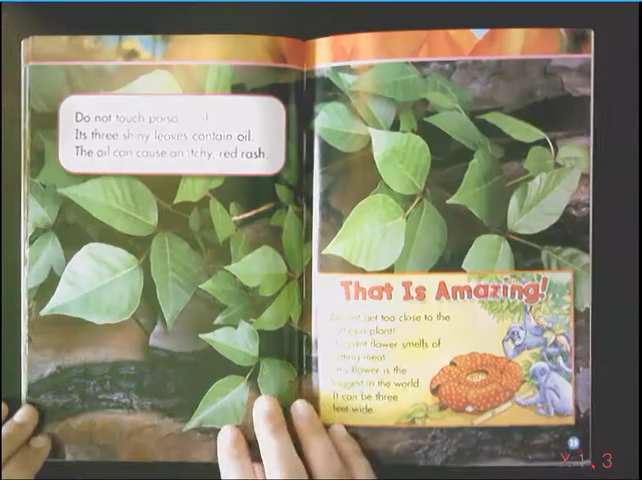 Do not touch
Its three shiny leaves contain oil.
The oil can cause an itchy, red rash.
That Is Amazing!
get too close to the
plant!
flower smells of
meat.
flower is the
biggest in the world.
It can be three
feet wide
X1.3